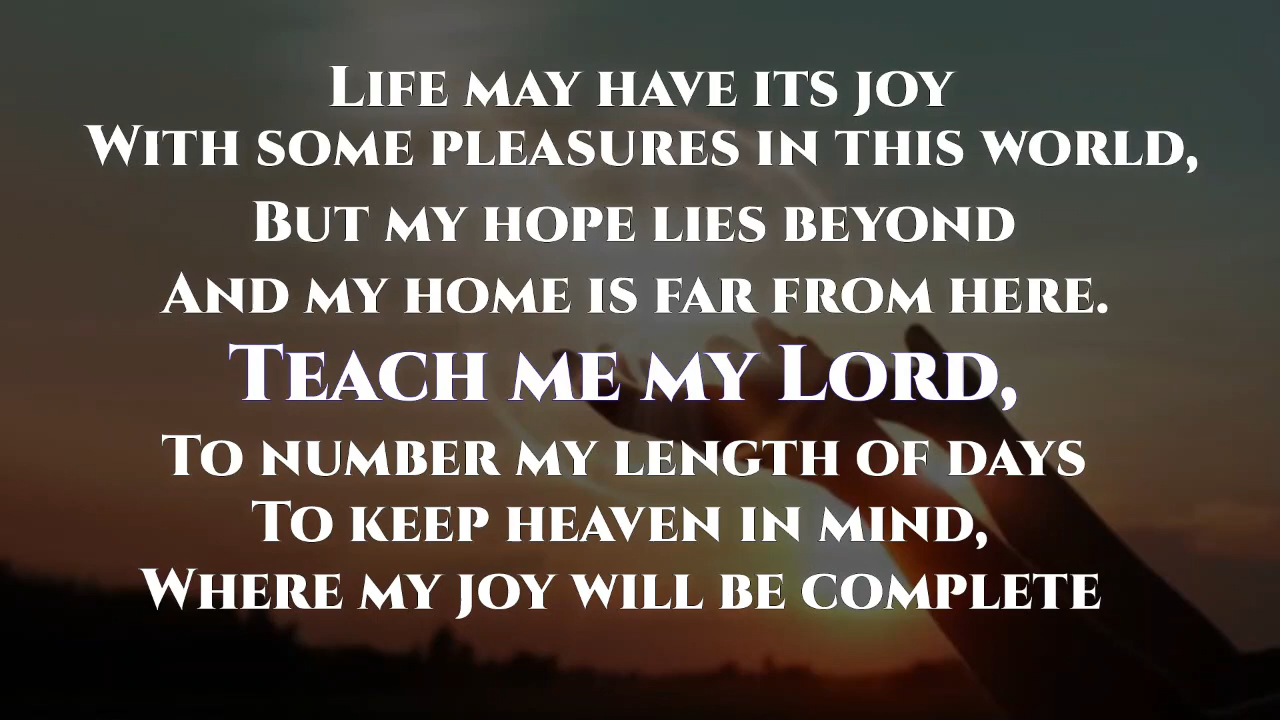 Life may have its joy
With some pleasures in this world,
But my hope lies beyond
And my home is far from here.
Teach me my Lord,
To number my length of days
To keep heaven in mind,
Where my joy will be complete